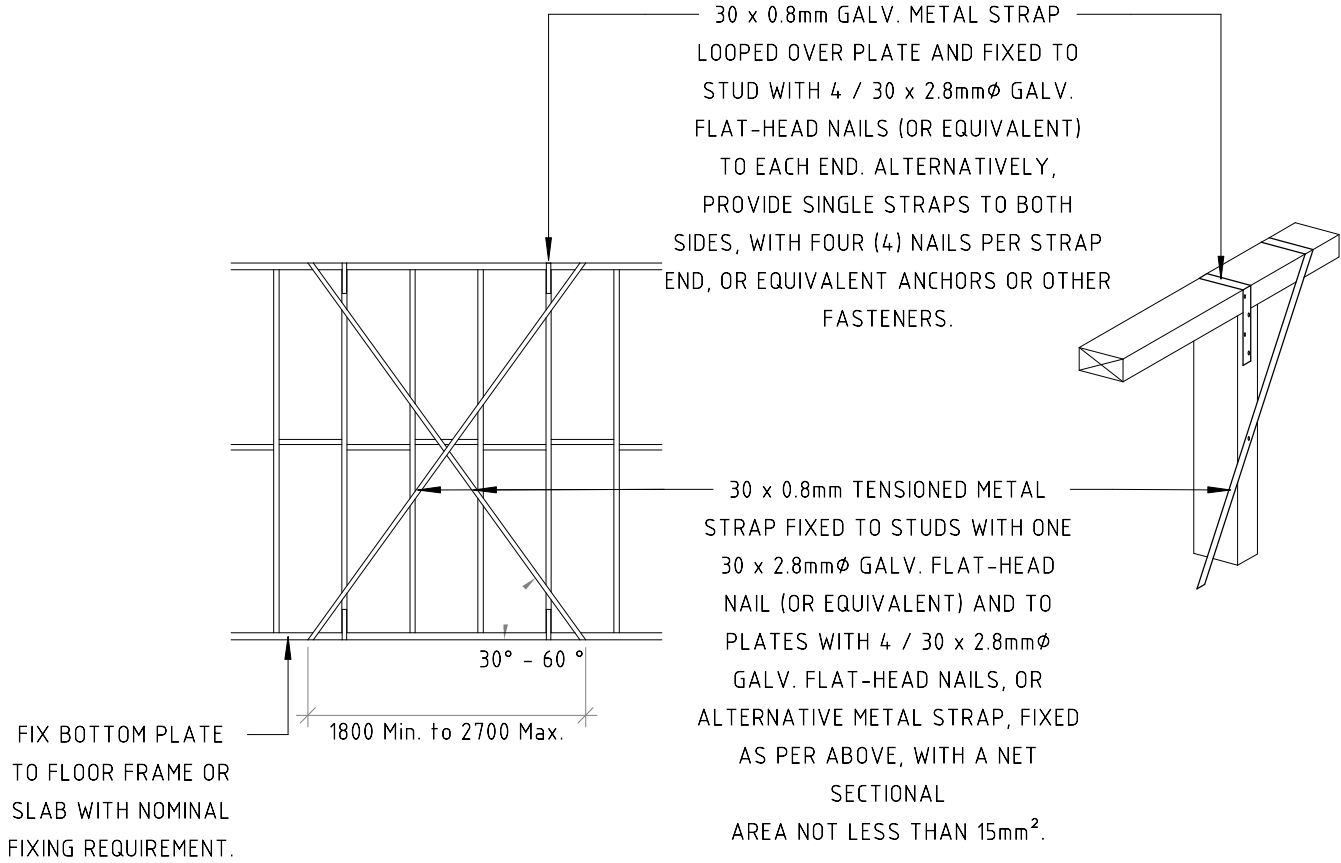 30 x 0.8mm GALV. METAL STRAP
LOOPED OVER PLATE AND FIXED TO
STUD WITH 4 / 30 x 2.8mmØ GALV.
FLAT-HEAD NAILS (OR EQUIVALENT)
TO EACH END. ALTERNATIVELY,
PROVIDE SINGLE STRAPS TO BOTH
SIDES, WITH FOUR (4) NAILS PER STRAP
END, OR EQUIVALENT ANCHORS OR OTHER
FASTENERS.
30 x 0.8mm TENSIONED METAL
STRAP FIXED TO STUDS WITH ONE
30 x 2.8mmØ GALV. FLAT-HEAD
NAIL (OR EQUIVALENT) AND TO
PLATES WITH 4 / 30 x 2.8mmØ
GALV. FLAT-HEAD NAILS, OR
ALTERNATIVE METAL STRAP, FIXED
AS PER ABOVE, WITH A NET
SECTIONAL
AREA NOT LESS THAN 15mm².
30° - 60 °
1800 Min. to 2700 Max.
FIX BOTTOM PLATE
TO FLOOR FRAME OR
SLAB WITH NOMINAL
FIXING REQUIREMENT.